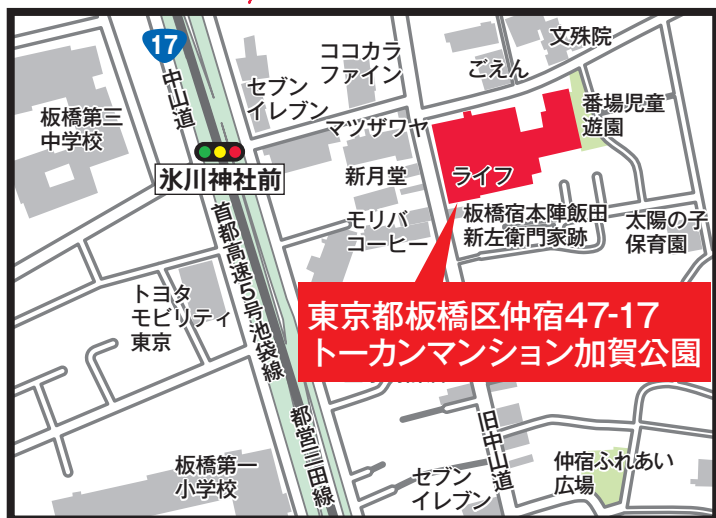 17
中山道
板橋第三
中学校
セブン
イレブン
ココカラ
ファイン
ごえん
文殊院
番場児童
遊園
マツザワヤ
氷川神社前
新月堂
ライフ
モリバ
コーヒー
板橋宿本陣飯田
新左衛門家跡
太陽の子
保育園
首都高速5号池袋線
トヨタ
モビリティ
東京
東京都板橋区仲宿47-17
トーカンマンション加賀公園
都営三田線
旧中山道
板橋第一
小学校
セブン
イレブン
仲宿ふれあい
広場